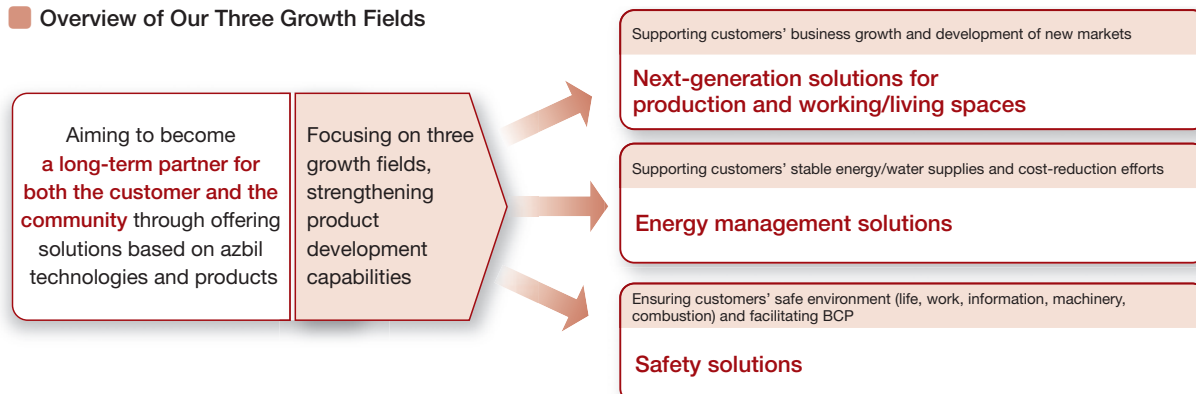 Overview of Our Three Growth Fields
Aiming to become
a long-term partner for
both the customer and the
community through offering
solutions based on azbil
technologies and products
Focusing on three
growth fields,
strengthening
product
development
capabilities
Supporting customers’ business growth and development of new markets
Next-generation solutions for
production and working/living spaces
Supporting customers’ stable energy/water supplies and cost-reduction efforts
Energy management solutions
Ensuring customers’ safe environment (life, work, information, machinery,
combustion) and facilitating BCP
Safety solutions